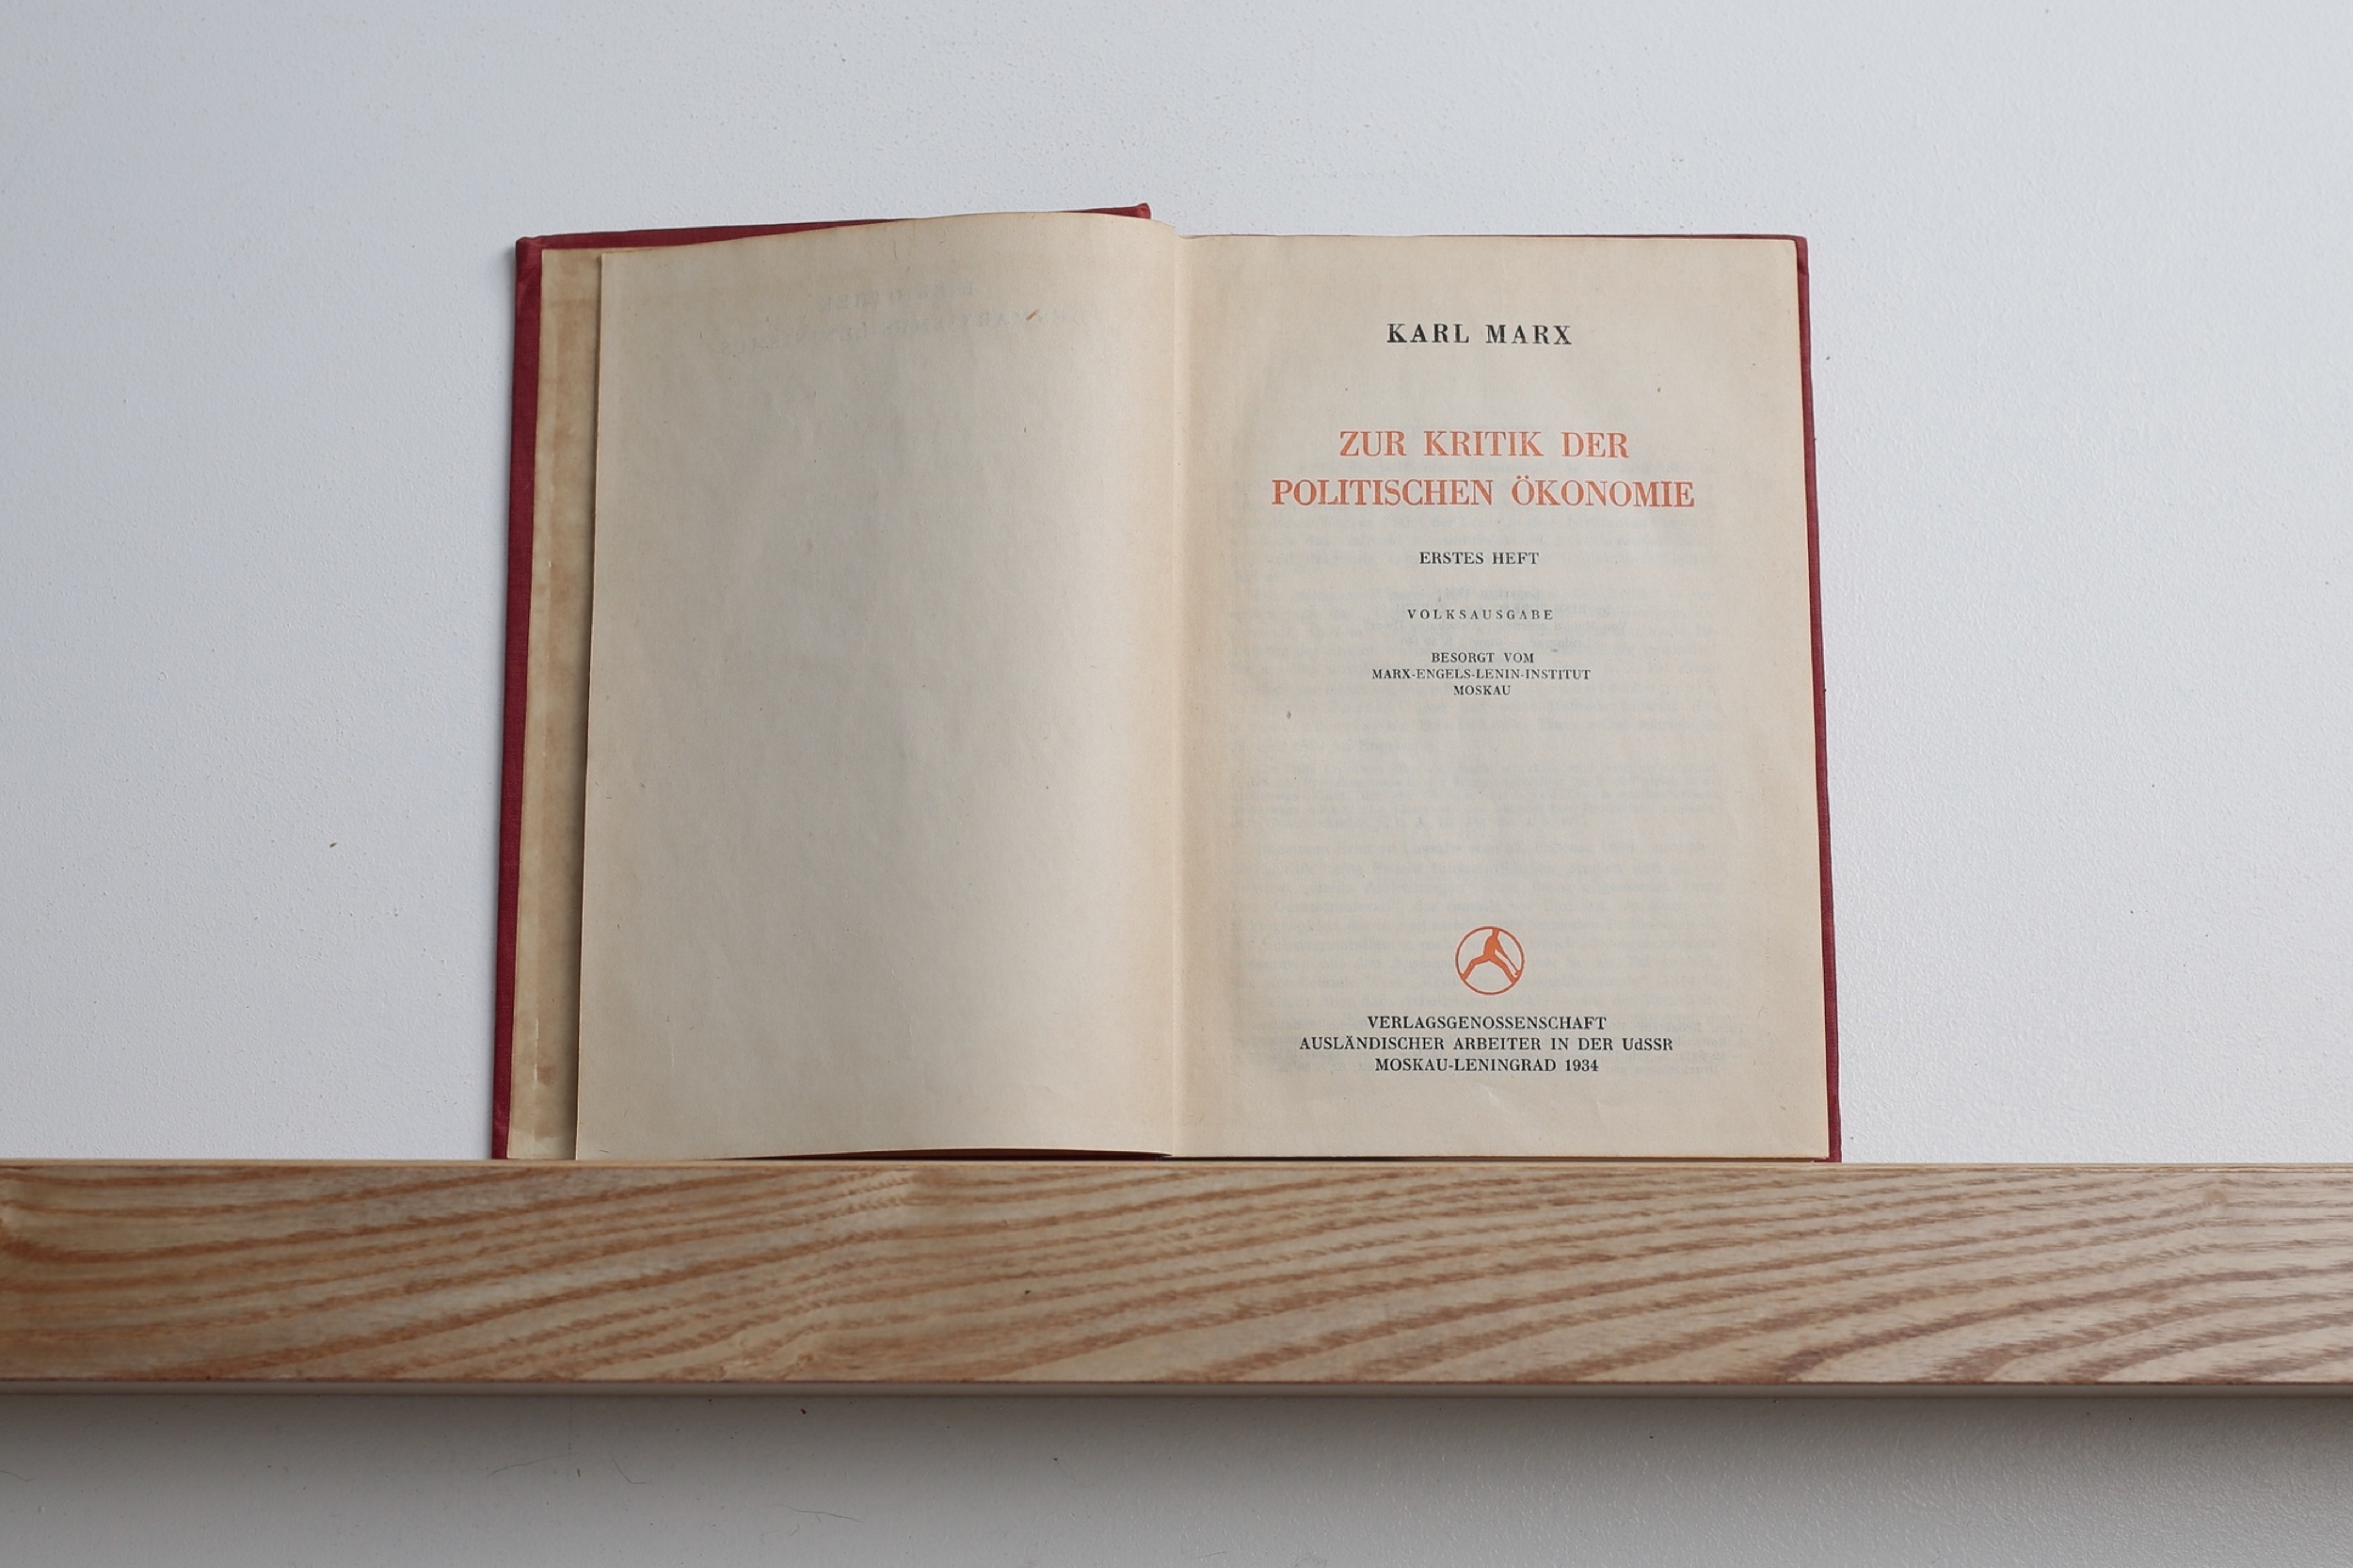 KARL MARX
ZUR KRITIK DER
POLITISCHEN ÖKONOMIE
ERSTES HEFT
VOLKSAUSGABE
BESORGT VOM
MARX-ENGELS-LENIN-INSTITUT
MOSKAU
VERLAGSGENOSSENSCHAFT
AUSLÄNDISCHER ARBEITER IN DER UdSSR
MOSKAU-LENINGRAD 1934